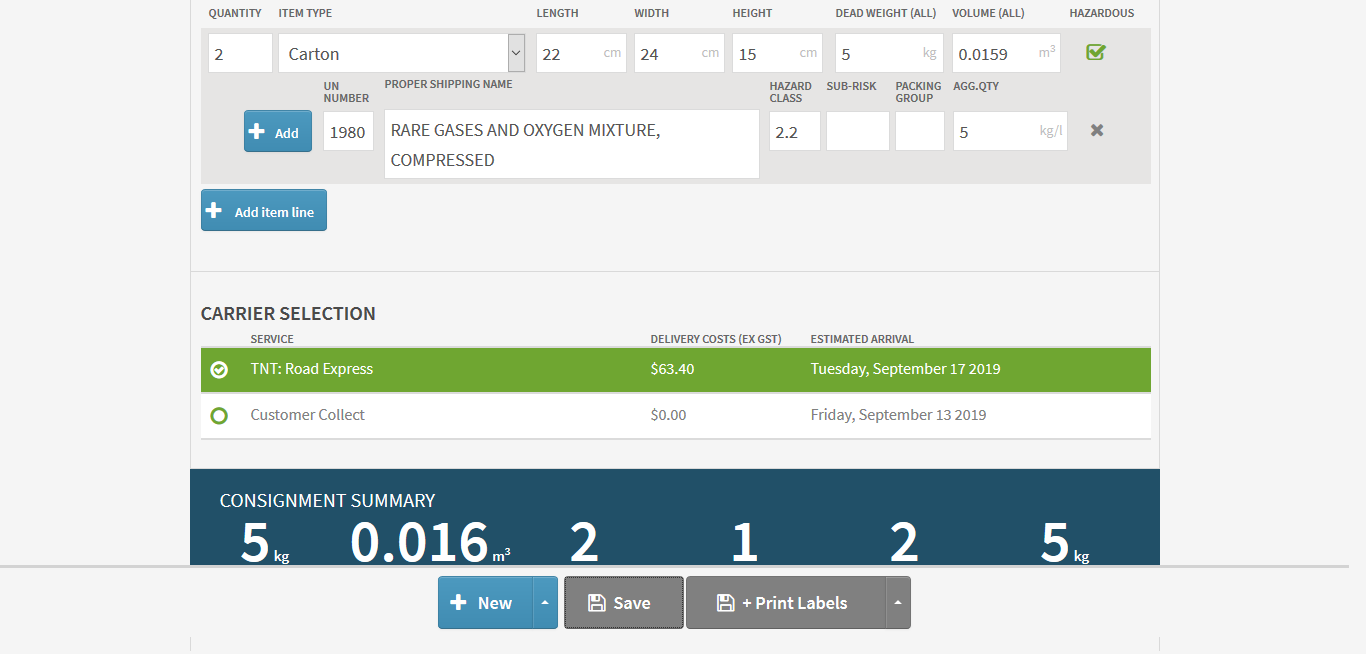 QUANTITY ITEM TYPE LENGTH WIDTH HEIGHT DEAD WEIGHT (ALL) VOLUME (ALL) HAZARDOUS
2 Carton 22 cm 24 cm 15 cm 5 kg 0.0159 m³
UN NUMBER PROPER SHIPPING NAME HAZARD CLASS SUB-RISK PACKING GROUP AGG.QTY
Add 1980 RARE GASES AND OXYGEN MIXTURE, 2.2 5 kg/l
COMPRESSED
Add item line
CARRIER SELECTION
SERVICE DELIVERY COSTS (EX GST) ESTIMATED ARRIVAL
TNT: Road Express $63.40 Tuesday, September 17 2019
Customer Collect $0.00 Friday, September 13 2019
CONSIGNMENT SUMMARY
5 kg 0.016 m³ 2 1 2 5 kg
New Save + Print Labels